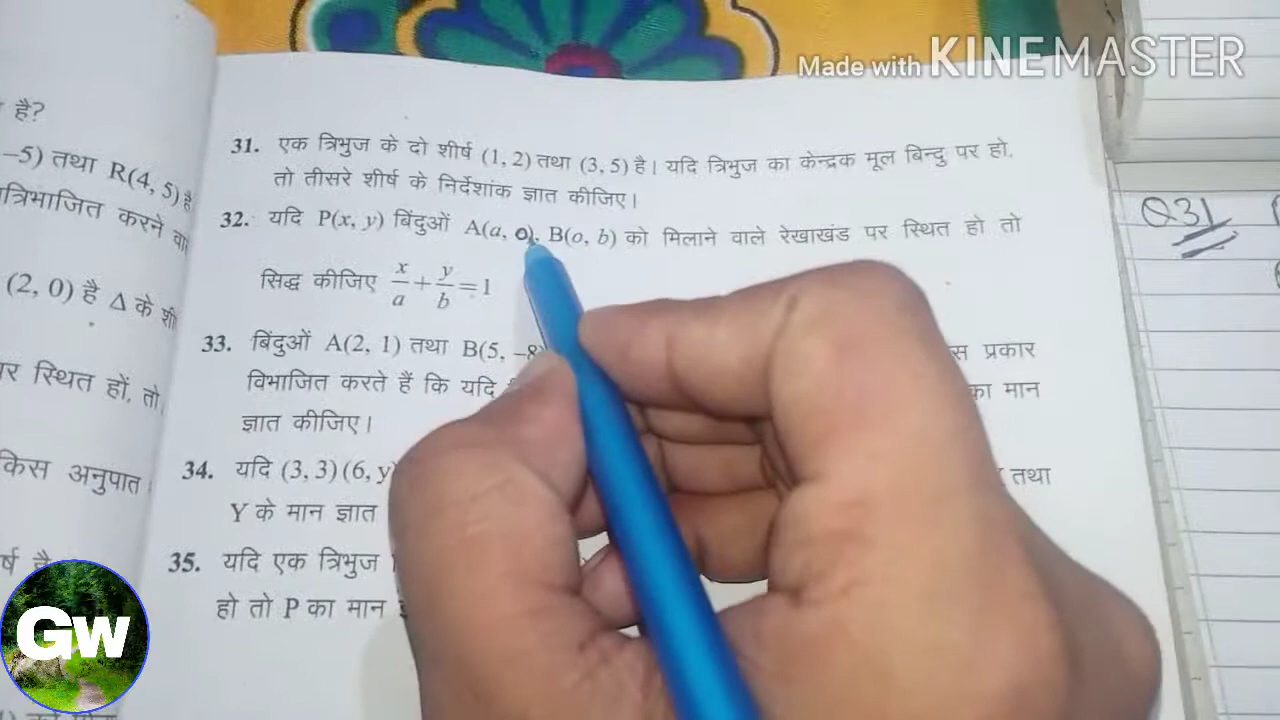 Made with KINEMASTER
है?
−5) तथा R(4, 5) है
त्रिभाजित करने वा
(2, 0) है Δ के शी
स्थित हों, तो
किस अनुपात
31. एक त्रिभुज के दो शीर्ष (1, 2) तथा (3, 5) है। यदि त्रिभुज का केन्द्रक मूल बिन्दु पर हो,
तो तीसरे शीर्ष के निर्देशांक ज्ञात कीजिए।
32. यदि P(x, y) बिंदुओं A(a, o), B(o, b) को मिलाने वाले रेखाखंड पर स्थित हो तो
सिद्ध कीजिए x/a + y/b = 1
33. बिंदुओं A(2, 1) तथा B(5, −8) स प्रकार
विभाजित करते हैं कि यदि का मान
ज्ञात कीजिए।
34. यदि (3, 3) (6, y) तथा
Y के मान ज्ञात
35. यदि एक त्रिभुज
हो तो P का मान
Q31
GW